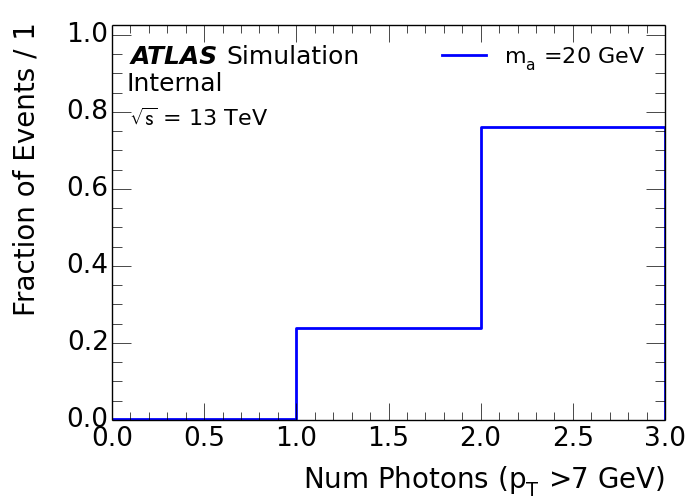 Fraction of Events / 1
1.0
0.8
0.6
0.4
0.2
0.0
ATLAS Simulation
Internal
√s = 13 TeV
mₐ =20 GeV
0.0 0.5 1.0 1.5 2.0 2.5 3.0
Num Photons (p_T >7 GeV)